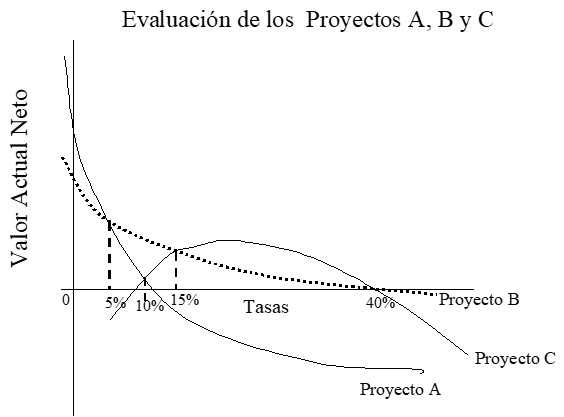 Evaluación de los Proyectos A, B y C
Valor Actual Neto
0
5%
10%
15%
Tasas
40%
Proyecto B
Proyecto C
Proyecto A